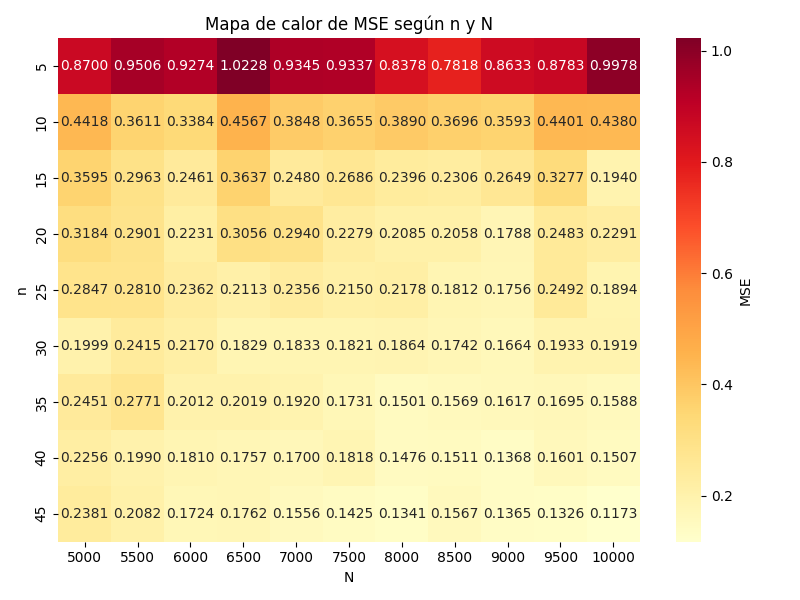 Mapa de calor de MSE según n y N
5 0.8700 0.9506 0.9274 1.0228 0.9345 0.9337 0.8378 0.7818 0.8633 0.8783 0.9978
10 0.4418 0.3611 0.3384 0.4567 0.3848 0.3655 0.3890 0.3696 0.3593 0.4401 0.4380
15 0.3595 0.2963 0.2461 0.3637 0.2480 0.2686 0.2396 0.2306 0.2649 0.3277 0.1940
20 0.3184 0.2901 0.2231 0.3056 0.2940 0.2279 0.2085 0.2058 0.1788 0.2483 0.2291
25 0.2847 0.2810 0.2362 0.2113 0.2356 0.2150 0.2178 0.1812 0.1756 0.2492 0.1894
30 0.1999 0.2415 0.2170 0.1829 0.1833 0.1821 0.1864 0.1742 0.1664 0.1933 0.1919
35 0.2451 0.2771 0.2012 0.2019 0.1920 0.1731 0.1501 0.1569 0.1617 0.1695 0.1588
40 0.2256 0.1990 0.1810 0.1757 0.1700 0.1818 0.1476 0.1511 0.1368 0.1601 0.1507
45 0.2381 0.2082 0.1724 0.1762 0.1556 0.1425 0.1341 0.1567 0.1365 0.1326 0.1173
5000 5500 6000 6500 7000 7500 8000 8500 9000 9500 10000
N
n
1.0
0.8
0.6
0.4
0.2
MSE